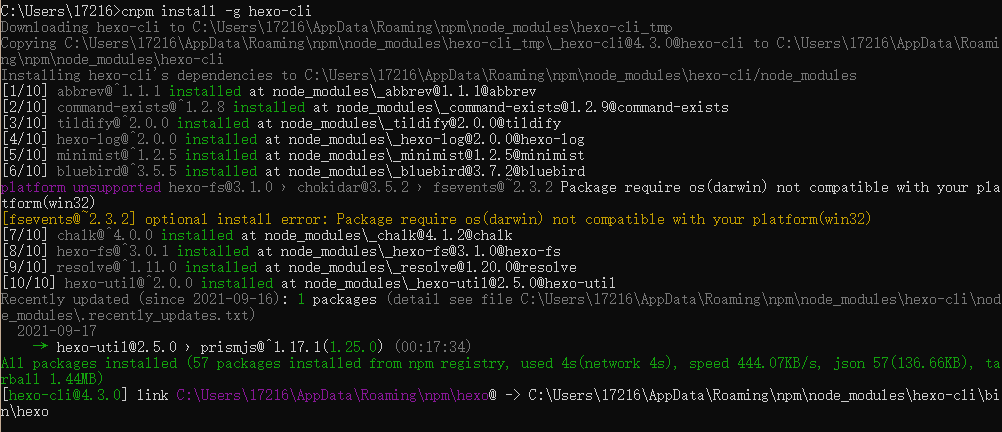 C:\Users\17216>cnpm install -g hexo-cli
Downloading hexo-cli to C:\Users\17216\AppData\Roaming\npm\node_modules\hexo-cli_tmp
Copying C:\Users\17216\AppData\Roaming\npm\node_modules\hexo-cli_tmp\_hexo-cli@4.3.0@hexo-cli to C:\Users\17216\AppData\Roami
ng\npm\node_modules\hexo-cli
Installing hexo-cli's dependencies to C:\Users\17216\AppData\Roaming\npm\node_modules\hexo-cli/node_modules
[1/10] abbrev@^1.1.1 installed at node_modules\_abbrev@1.1.1@abbrev
[2/10] command-exists@^1.2.8 installed at node_modules\_command-exists@1.2.9@command-exists
[3/10] tildify@^2.0.0 installed at node_modules\_tildify@2.0.0@tildify
[4/10] hexo-log@^2.0.0 installed at node_modules\_hexo-log@2.0.0@hexo-log
[5/10] minimist@^1.2.5 installed at node_modules\_minimist@1.2.5@minimist
[6/10] bluebird@^3.5.5 installed at node_modules\_bluebird@3.7.2@bluebird
platform unsupported hexo-fs@3.1.0 › chokidar@3.5.2 › fsevents@~2.3.2 Package require os(darwin) not compatible with your pla
tform(win32)
[fsevents@~2.3.2] optional install error: Package require os(darwin) not compatible with your platform(win32)
[7/10] chalk@^4.0.0 installed at node_modules\_chalk@4.1.2@chalk
[8/10] hexo-fs@^3.0.1 installed at node_modules\_hexo-fs@3.1.0@hexo-fs
[9/10] resolve@^1.11.0 installed at node_modules\_resolve@1.20.0@resolve
[10/10] hexo-util@^2.0.0 installed at node_modules\_hexo-util@2.5.0@hexo-util
Recently updated (since 2021-09-16): 1 packages (detail see file C:\Users\17216\AppData\Roaming\npm\node_modules\hexo-cli\nod
e_modules\.recently_updates.txt)
2021-09-17
→ hexo-util@2.5.0 › prismjs@^1.17.1(1.25.0) (00:17:34)
All packages installed (57 packages installed from npm registry, used 4s(network 4s), speed 444.07KB/s, json 57(136.66KB), ta
rball 1.44MB)
[hexo-cli@4.3.0] link C:\Users\17216\AppData\Roaming\npm\hexo@ -> C:\Users\17216\AppData\Roaming\npm\node_modules\hexo-cli\bi
n\hexo